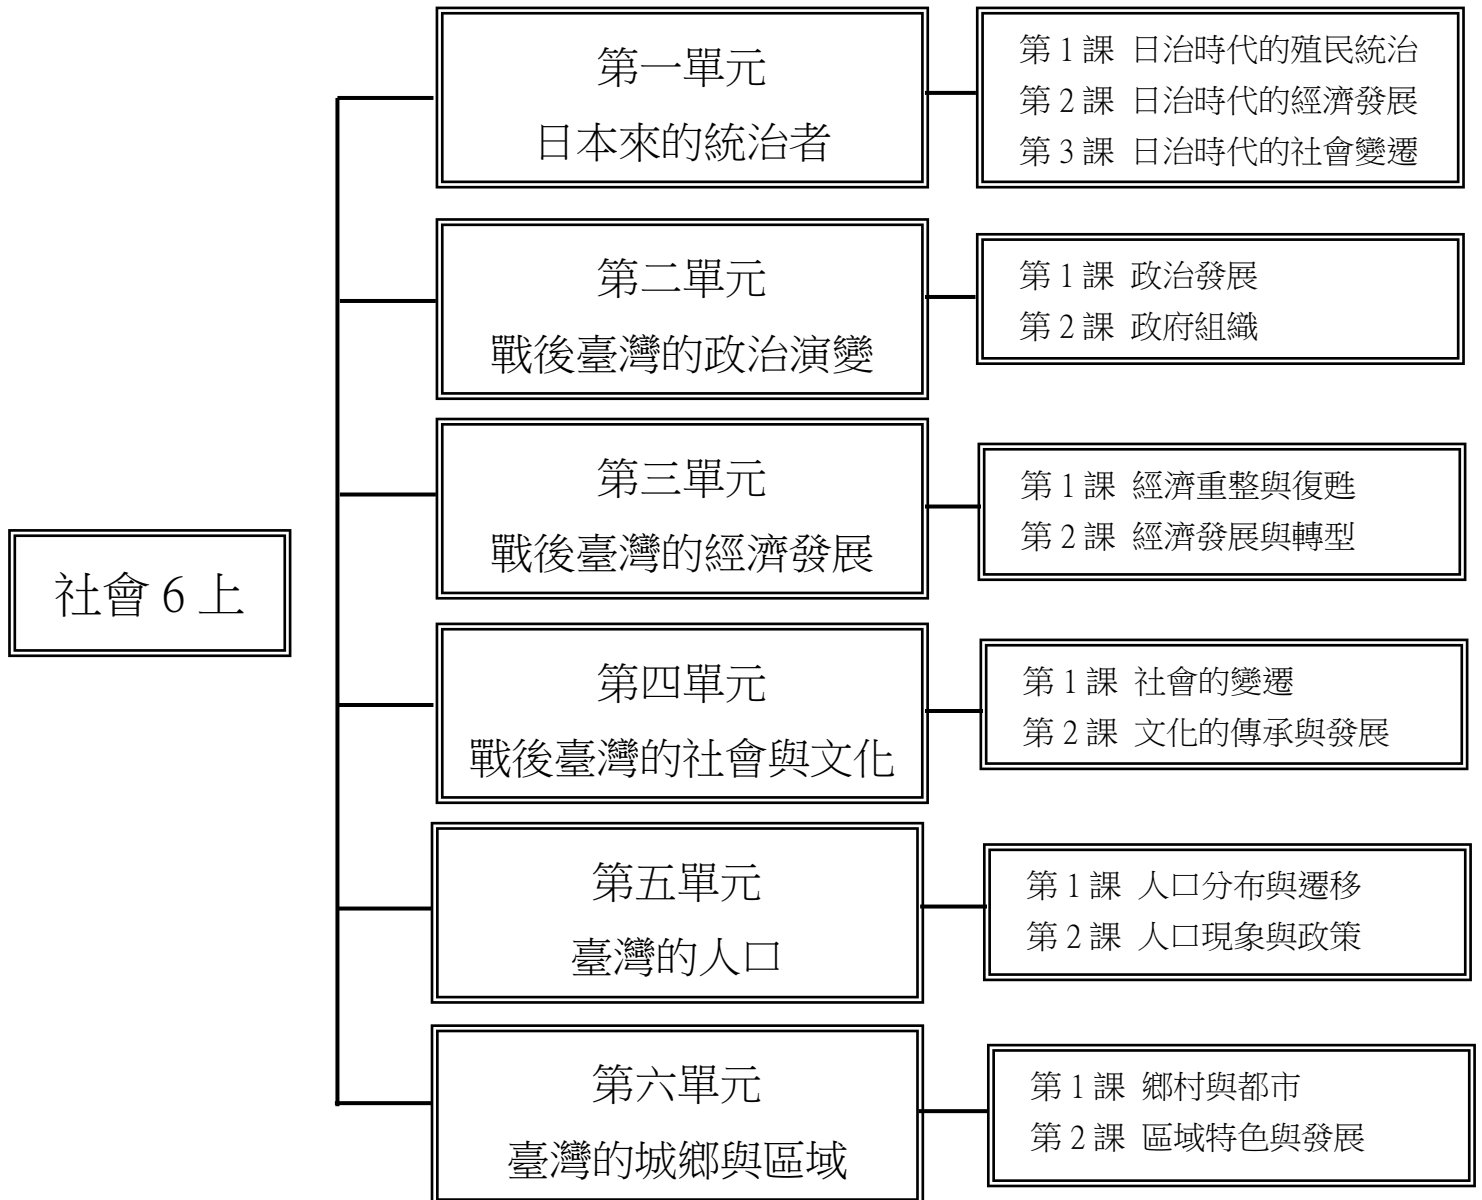 社會 6 上
第一單元
日本來的統治者
第 1 課 日治時代的殖民統治
第 2 課 日治時代的經濟發展
第 3 課 日治時代的社會變遷
第二單元
戰後臺灣的政治演變
第 1 課 政治發展
第 2 課 政府組織
第三單元
戰後臺灣的經濟發展
第 1 課 經濟重整與復甦
第 2 課 經濟發展與轉型
第四單元
戰後臺灣的社會與文化
第 1 課 社會的變遷
第 2 課 文化的傳承與發展
第五單元
臺灣的人口
第 1 課 人口分布與遷移
第 2 課 人口現象與政策
第六單元
臺灣的城鄉與區域
第 1 課 鄉村與都市
第 2 課 區域特色與發展